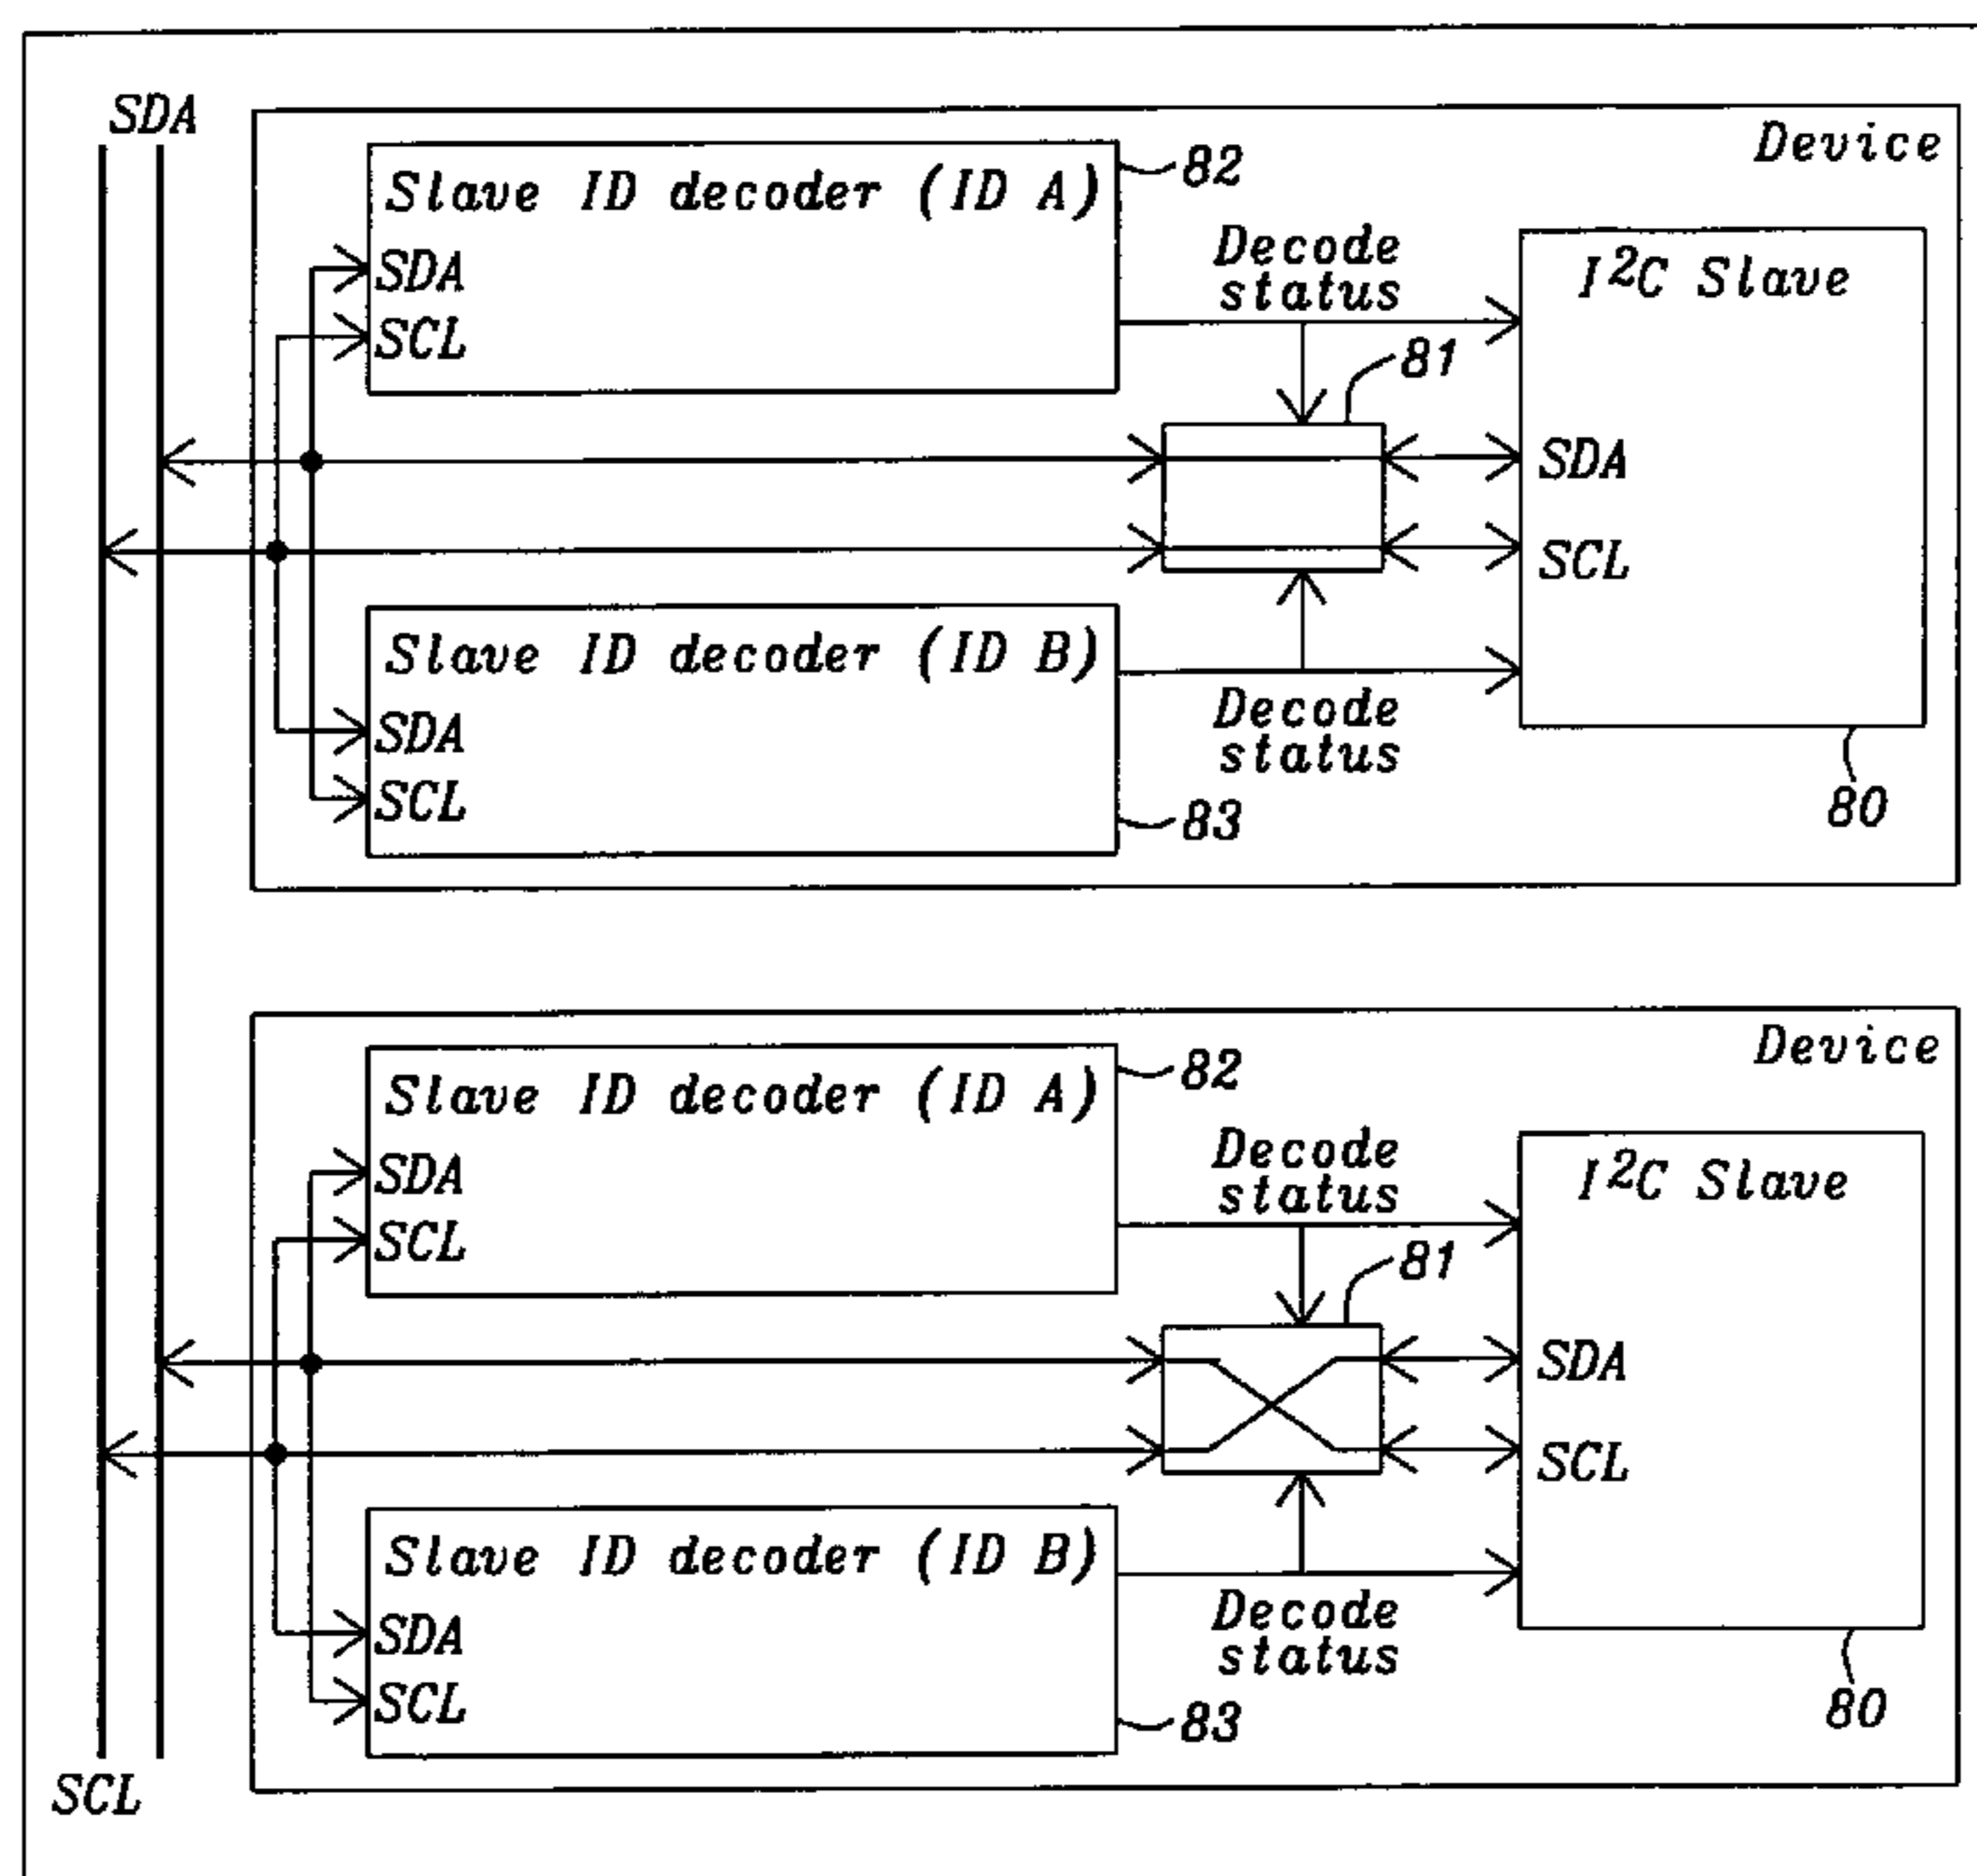 SDA
Device
Slave ID decoder (ID A)
82
SDA
SCL
Decode
status
I²C Slave
81
SDA
SCL
Slave ID decoder (ID B)
SDA
SCL
Decode
status
83
80
Device
Slave ID decoder (ID A)
82
SDA
SCL
Decode
status
I²C Slave
81
SDA
SCL
Slave ID decoder (ID B)
SDA
SCL
Decode
status
83
80
SCL